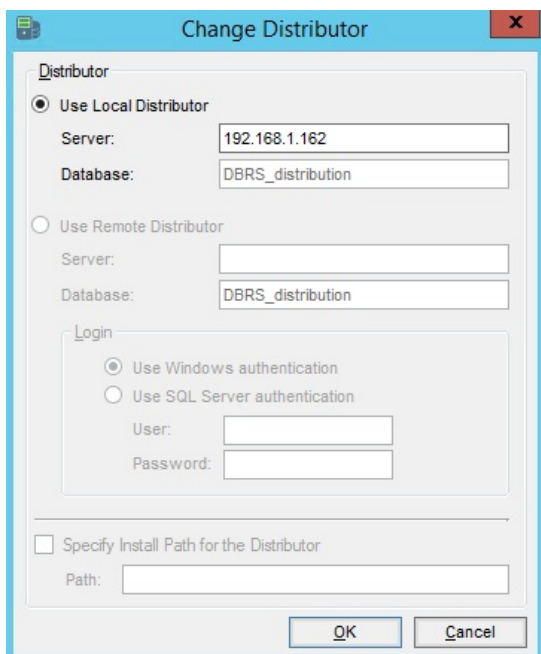 Change Distributor
x
Distributor
Use Local Distributor
Server: 192.168.1.162
Database: DBRS_distribution
Use Remote Distributor
Server:
Database: DBRS_distribution
Login
Use Windows authentication
Use SQL Server authentication
User:
Password:
Specify Install Path for the Distributor
Path:
OK Cancel